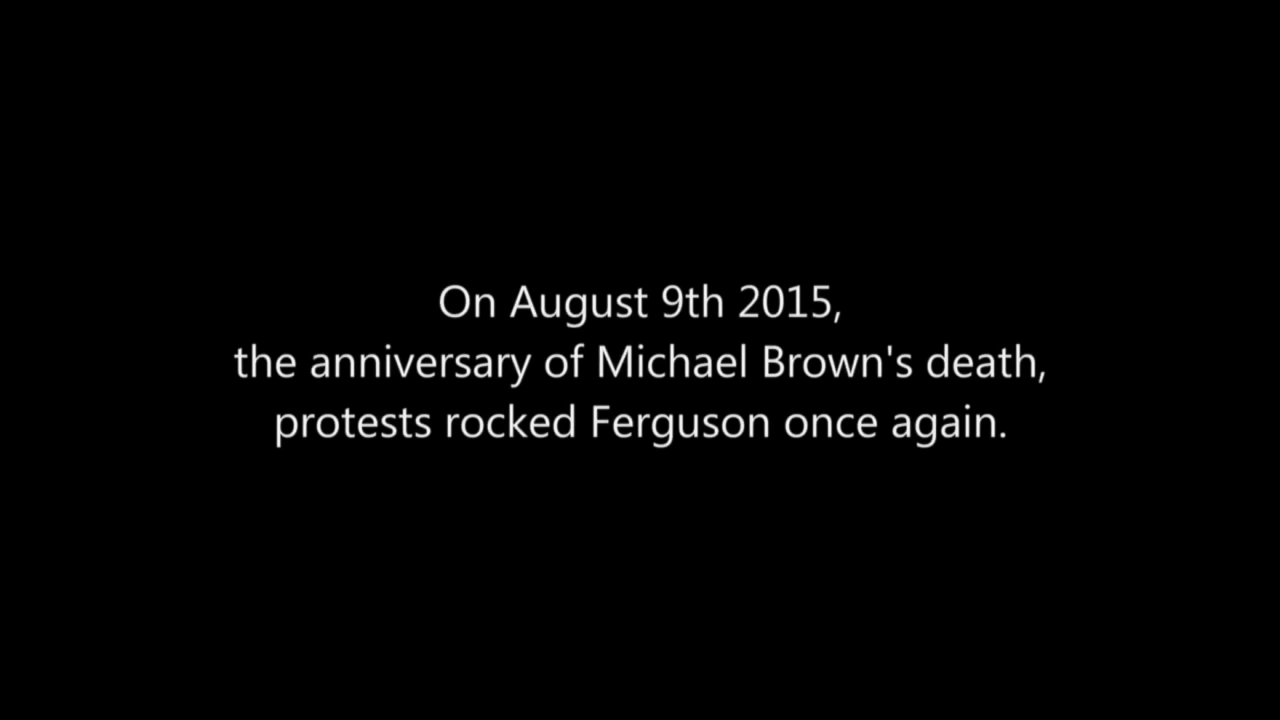 On August 9th 2015,
the anniversary of Michael Brown's death,
protests rocked Ferguson once again.